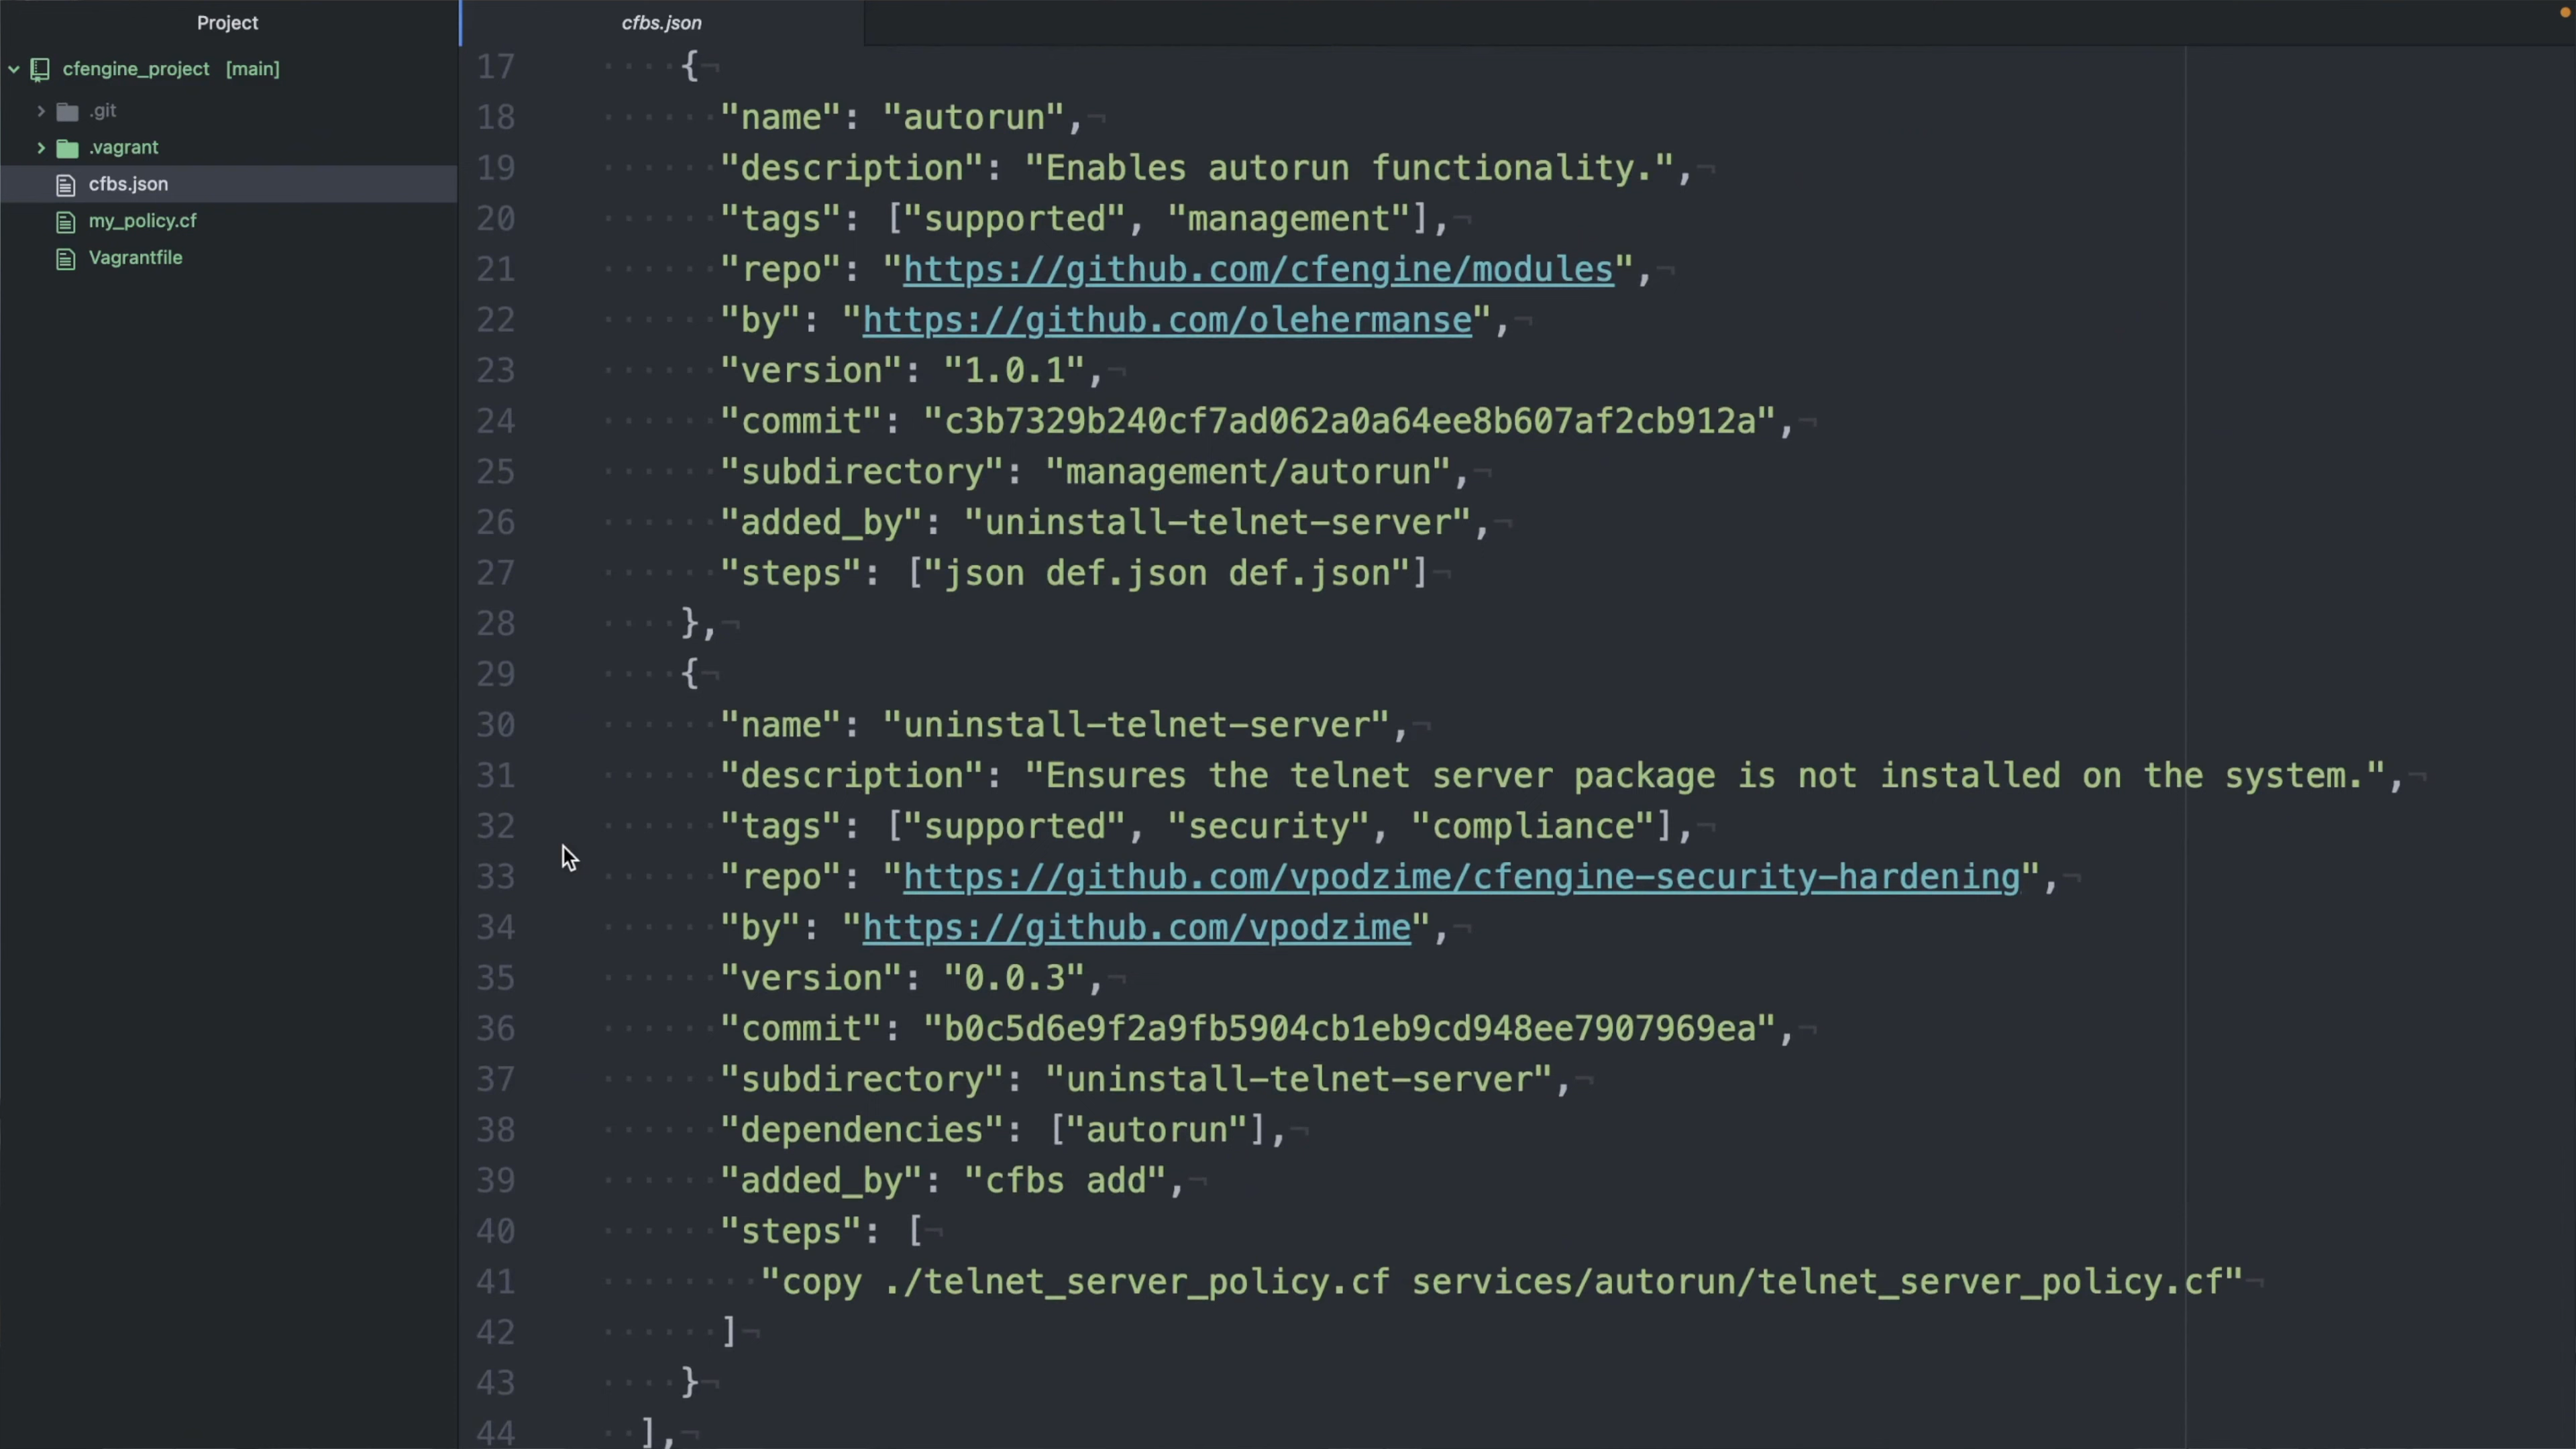 Project
cfengine_project [main]
.git
.vagrant
cfbs.json
my_policy.cf
Vagrantfile
cfbs.json
17 {
18 "name": "autorun",
19 "description": "Enables autorun functionality.",
20 "tags": ["supported", "management"],
21 "repo": "https://github.com/cfengine/modules",
22 "by": "https://github.com/olehermanse",
23 "version": "1.0.1",
24 "commit": "c3b7329b240cf7ad062a0a64ee8b607af2cb912a",
25 "subdirectory": "management/autorun",
26 "added_by": "uninstall-telnet-server",
27 "steps": ["json def.json def.json"]
28 },
29 {
30 "name": "uninstall-telnet-server",
31 "description": "Ensures the telnet server package is not installed on the system.",
32 "tags": ["supported", "security", "compliance"],
33 "repo": "https://github.com/vpodzime/cfengine-security-hardening",
34 "by": "https://github.com/vpodzime",
35 "version": "0.0.3",
36 "commit": "b0c5d6e9f2a9fb5904cb1eb9cd948ee7907969ea",
37 "subdirectory": "uninstall-telnet-server",
38 "dependencies": ["autorun"],
39 "added_by": "cfbs add",
40 "steps": [
41 "copy ./telnet_server_policy.cf services/autorun/telnet_server_policy.cf"
42 ]
43 }
44 ],